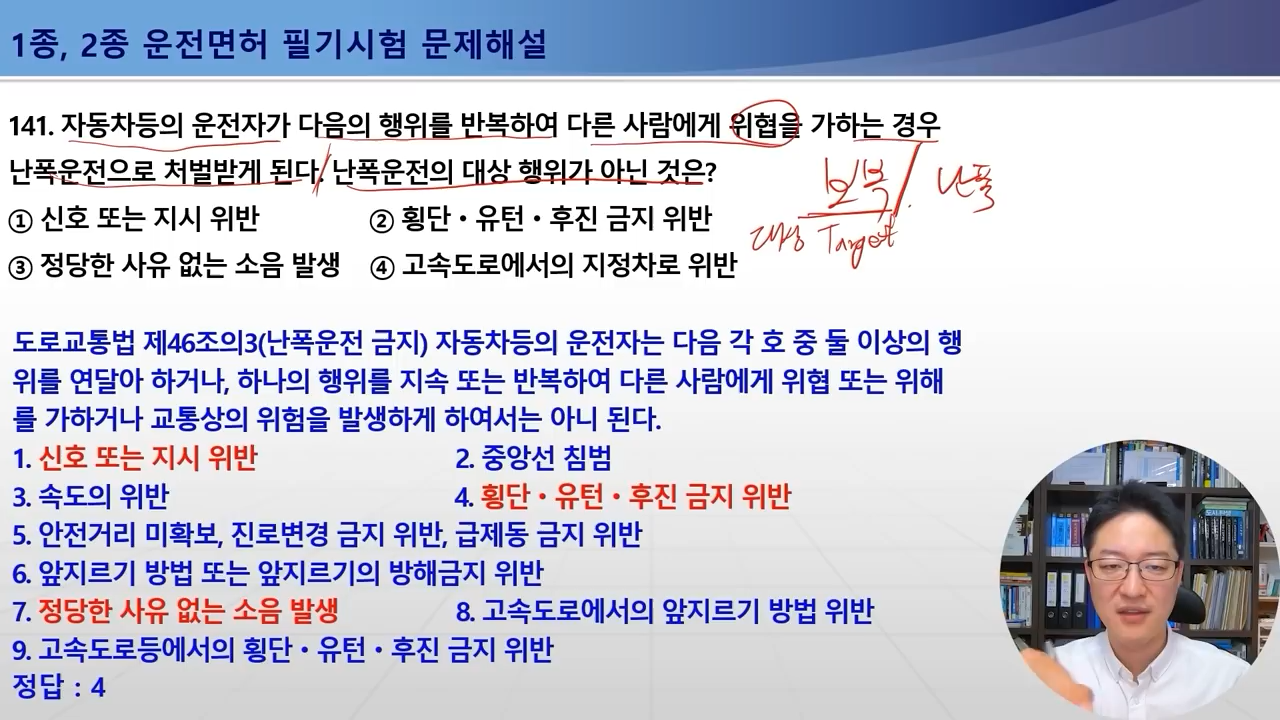 1종, 2종 운전면허 필기시험 문제해설
141. 자동차등의 운전자가 다음의 행위를 반복하여 다른 사람에게 위협을 가하는 경우
난폭운전으로 처벌받게 된다. 난폭운전의 대상 행위가 아닌 것은?
보복 / 난폭
① 신호 또는 지시 위반 ② 횡단·유턴·후진 금지 위반
대상 Target
③ 정당한 사유 없는 소음 발생 ④ 고속도로에서의 지정차로 위반
도로교통법 제46조의3(난폭운전 금지) 자동차등의 운전자는 다음 각 호 중 둘 이상의 행
위를 연달아 하거나, 하나의 행위를 지속 또는 반복하여 다른 사람에게 위협 또는 위해
를 가하거나 교통상의 위험을 발생하게 하여서는 아니 된다.
1. 신호 또는 지시 위반 2. 중앙선 침범
3. 속도의 위반 4. 횡단·유턴·후진 금지 위반
5. 안전거리 미확보, 진로변경 금지 위반, 급제동 금지 위반
6. 앞지르기 방법 또는 앞지르기의 방해금지 위반
7. 정당한 사유 없는 소음 발생 8. 고속도로에서의 앞지르기 방법 위반
9. 고속도로등에서의 횡단·유턴·후진 금지 위반
정답 : 4